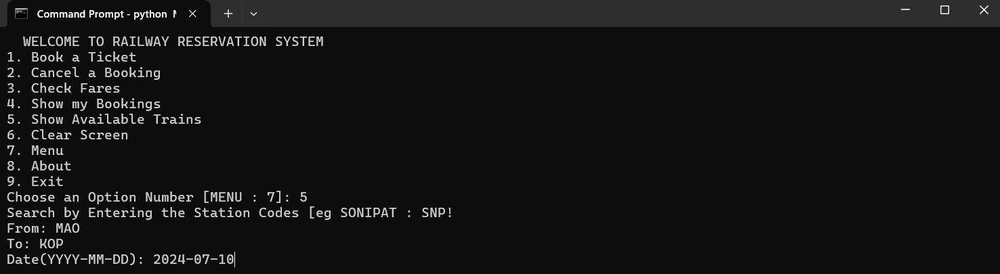 Command Prompt - python
WELCOME TO RAILWAY RESERVATION SYSTEM
1. Book a Ticket
2. Cancel a Booking
3. Check Fares
4. Show my Bookings
5. Show Available Trains
6. Clear Screen
7. Menu
8. About
9. Exit
Choose an Option Number [MENU : 7]: 5
Search by Entering the Station Codes [eg SONIPAT : SNP!
From: MAO
To: KOP
Date(YYYY-MM-DD): 2024-07-10